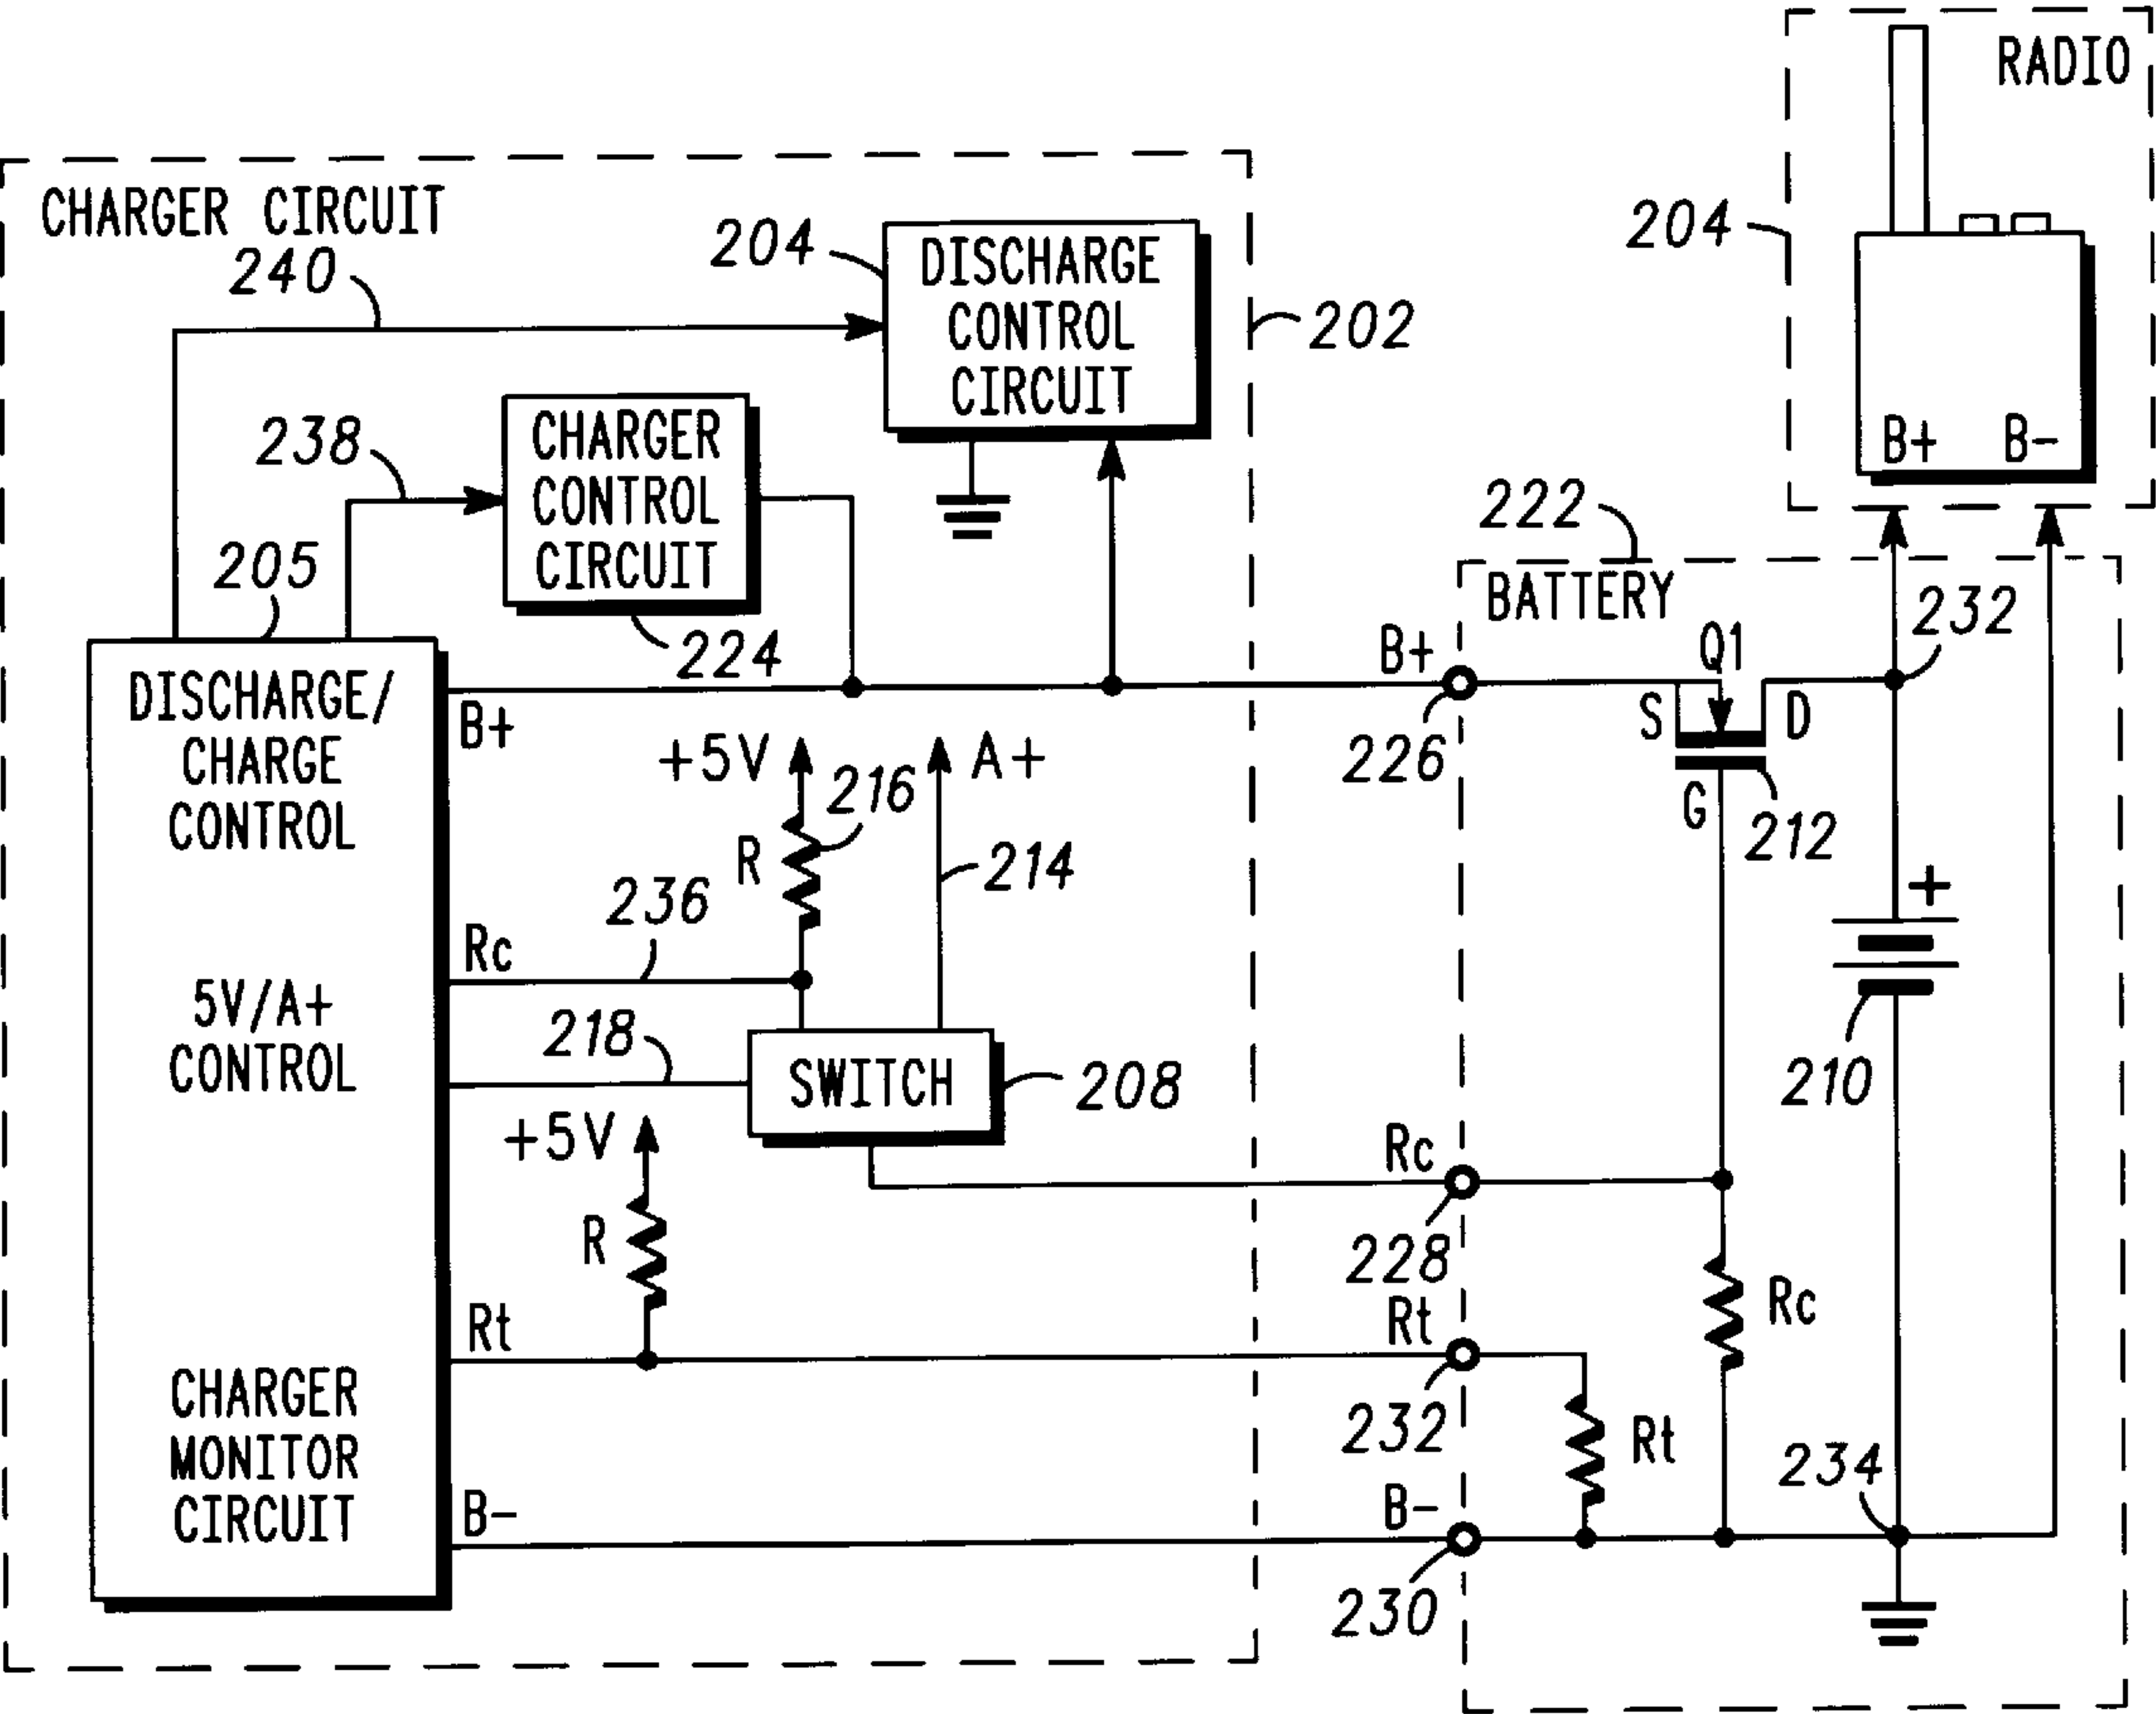 RADIO
204
B+ B-
CHARGER CIRCUIT
240
204
DISCHARGE
CONTROL
CIRCUIT
202
238
CHARGER
CONTROL
CIRCUIT
224
205
222
BATTERY
232
DISCHARGE/
CHARGE
CONTROL
5V/A+
CONTROL
CHARGER
MONITOR
CIRCUIT
B+
+5V
A+
216
R
214
236
Rc
218
SWITCH
208
+5V
R
Rt
B-
B+
226
Q1
S
D
G
212
+
210
Rc
228
Rc
Rt
232
Rt
234
B-
230